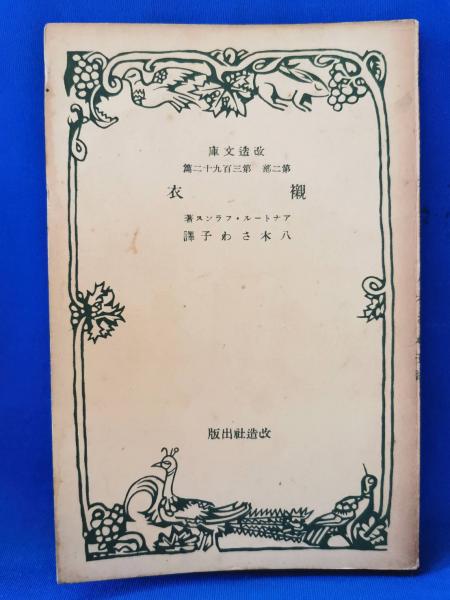 改造文庫
第二部 第三百九十二篇
襯衣
アナトール・フランス著
八木さわ子譯
改造社出版